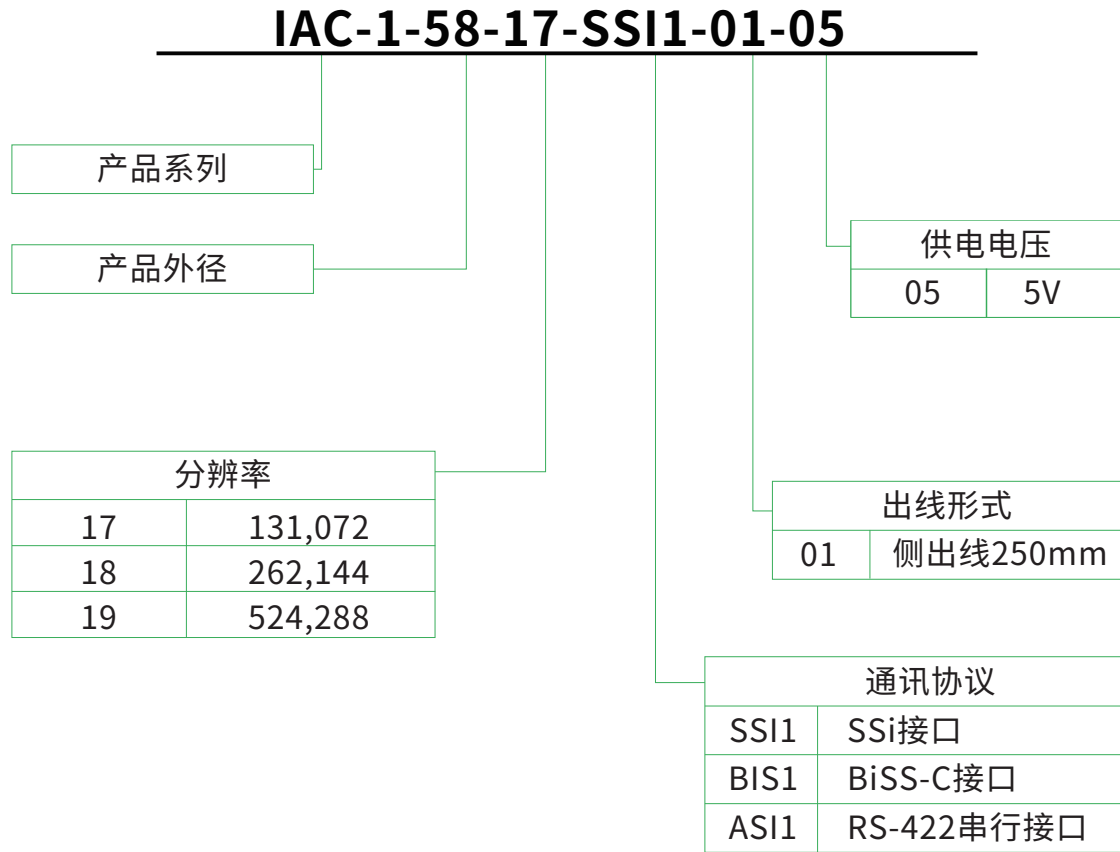 IAC-1-58-17-SSI1-01-05
产品系列
产品外径
供电电压
05 5V
分辨率
17 131,072
18 262,144
19 524,288
出线形式
01 侧出线250mm
通讯协议
SSI1 SSi接口
BIS1 BiSS-C接口
ASI1 RS-422串行接口